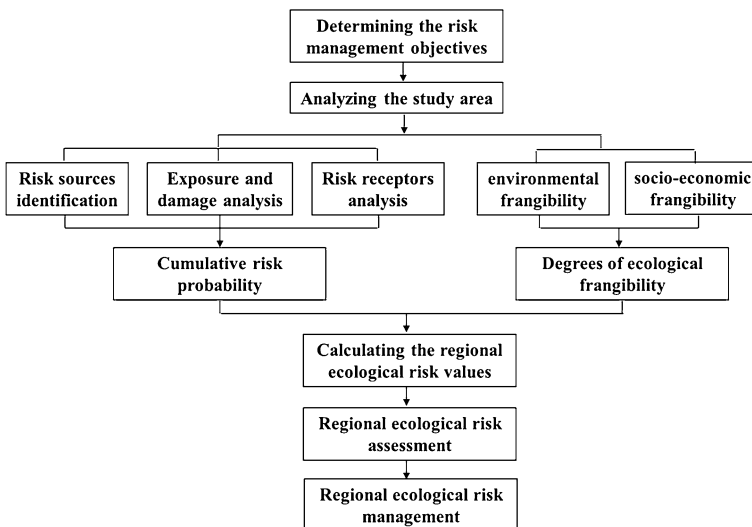 Determining the risk
management objectives
Analyzing the study area
Risk sources
identification
Exposure and
damage analysis
Risk receptors
analysis
environmental
frangibility
socio-economic
frangibility
Cumulative risk
probability
Degrees of ecological
frangibility
Calculating the regional
ecological risk values
Regional ecological risk
assessment
Regional ecological risk
management